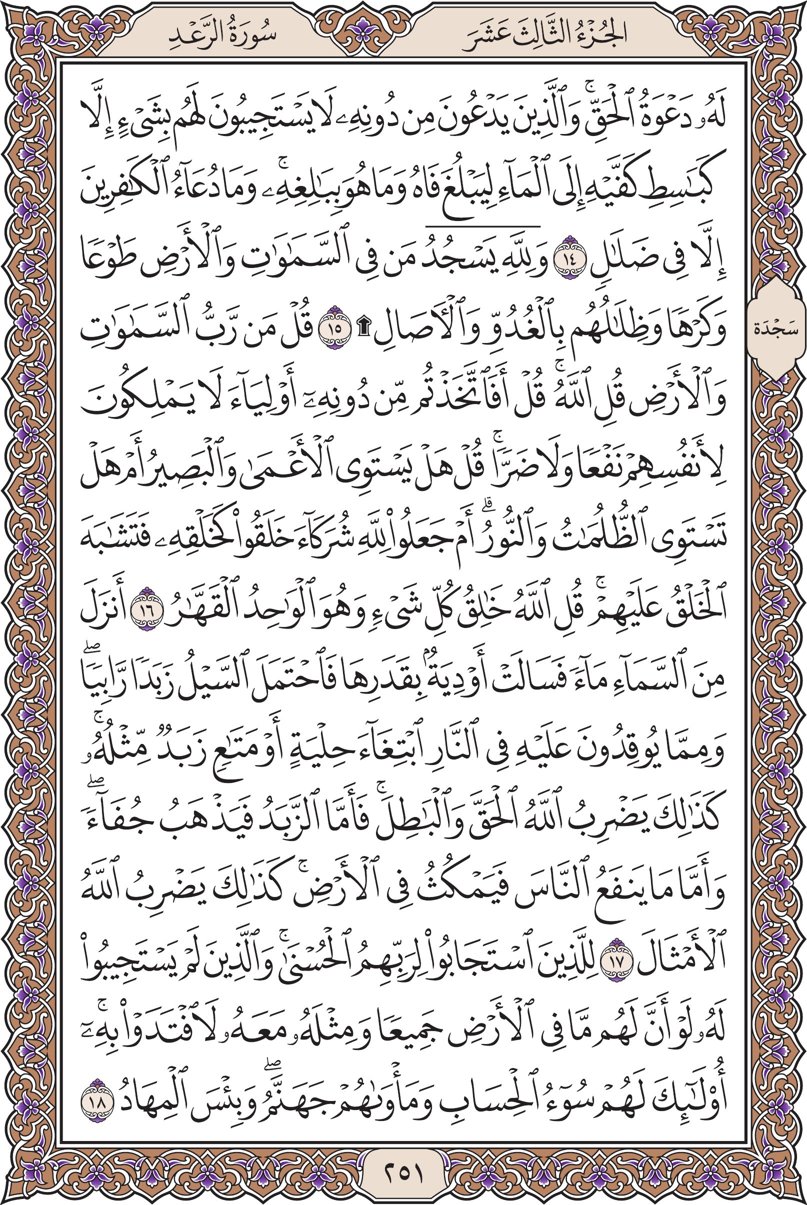 الجُزْءُ الثَّالِثَ عَشَرَ
سُورَةُ الرَّعْدِ
لَهُۥ دَعْوَةُ ٱلْحَقِّۚ وَٱلَّذِينَ يَدْعُونَ مِن دُونِهِۦ لَا يَسْتَجِيبُونَ لَهُم بِشَىْءٍ إِلَّا
كَبَٰسِطِ كَفَّيْهِ إِلَى ٱلْمَآءِ لِيَبْلُغَ فَاهُ وَمَا هُوَ بِبَٰلِغِهِۦۚ وَمَا دُعَآءُ ٱلْكَٰفِرِينَ
إِلَّا فِى ضَلَٰلٍ ١٤ وَلِلَّهِ يَسْجُدُ مَن فِى ٱلسَّمَٰوَٰتِ وَٱلْأَرْضِ طَوْعًا
وَكَرْهًا وَظِلَٰلُهُم بِٱلْغُدُوِّ وَٱلْءَاصَالِ ۩ ١٥ قُلْ مَن رَّبُّ ٱلسَّمَٰوَٰتِ
سَجْدَة
وَٱلْأَرْضِ قُلِ ٱللَّهُۚ قُلْ أَفَٱتَّخَذْتُم مِّن دُونِهِۦٓ أَوْلِيَآءَ لَا يَمْلِكُونَ
لِأَنفُسِهِمْ نَفْعًا وَلَا ضَرًّاۚ قُلْ هَلْ يَسْتَوِى ٱلْأَعْمَىٰ وَٱلْبَصِيرُ أَمْ هَلْ
تَسْتَوِى ٱلظُّلُمَٰتُ وَٱلنُّورُۗ أَمْ جَعَلُوا۟ لِلَّهِ شُرَكَآءَ خَلَقُوا۟ كَخَلْقِهِۦ فَتَشَٰبَهَ
ٱلْخَلْقُ عَلَيْهِمْۚ قُلِ ٱللَّهُ خَٰلِقُ كُلِّ شَىْءٍ وَهُوَ ٱلْوَٰحِدُ ٱلْقَهَّٰرُ ١٦ أَنزَلَ
مِنَ ٱلسَّمَآءِ مَآءً فَسَالَتْ أَوْدِيَةٌۢ بِقَدَرِهَا فَٱحْتَمَلَ ٱلسَّيْلُ زَبَدًا رَّابِيًاۖ
وَمِمَّا يُوقِدُونَ عَلَيْهِ فِى ٱلنَّارِ ٱبْتِغَآءَ حِلْيَةٍ أَوْ مَتَٰعٍ زَبَدٌ مِّثْلُهُۥۚ
كَذَٰلِكَ يَضْرِبُ ٱللَّهُ ٱلْحَقَّ وَٱلْبَٰطِلَۚ فَأَمَّا ٱلزَّبَدُ فَيَذْهَبُ جُفَآءًۖ
وَأَمَّا مَا يَنفَعُ ٱلنَّاسَ فَيَمْكُثُ فِى ٱلْأَرْضِۚ كَذَٰلِكَ يَضْرِبُ ٱللَّهُ
ٱلْأَمْثَالَ ١٧ لِلَّذِينَ ٱسْتَجَابُوا۟ لِرَبِّهِمُ ٱلْحُسْنَىٰۚ وَٱلَّذِينَ لَمْ يَسْتَجِيبُوا۟
لَهُۥ لَوْ أَنَّ لَهُم مَّا فِى ٱلْأَرْضِ جَمِيعًا وَمِثْلَهُۥ مَعَهُۥ لَٱفْتَدَوْا۟ بِهِۦٓۚ
أُو۟لَٰٓئِكَ لَهُمْ سُوٓءُ ٱلْحِسَابِ وَمَأْوَىٰهُمْ جَهَنَّمُۖ وَبِئْسَ ٱلْمِهَادُ ١٨
٢٥١